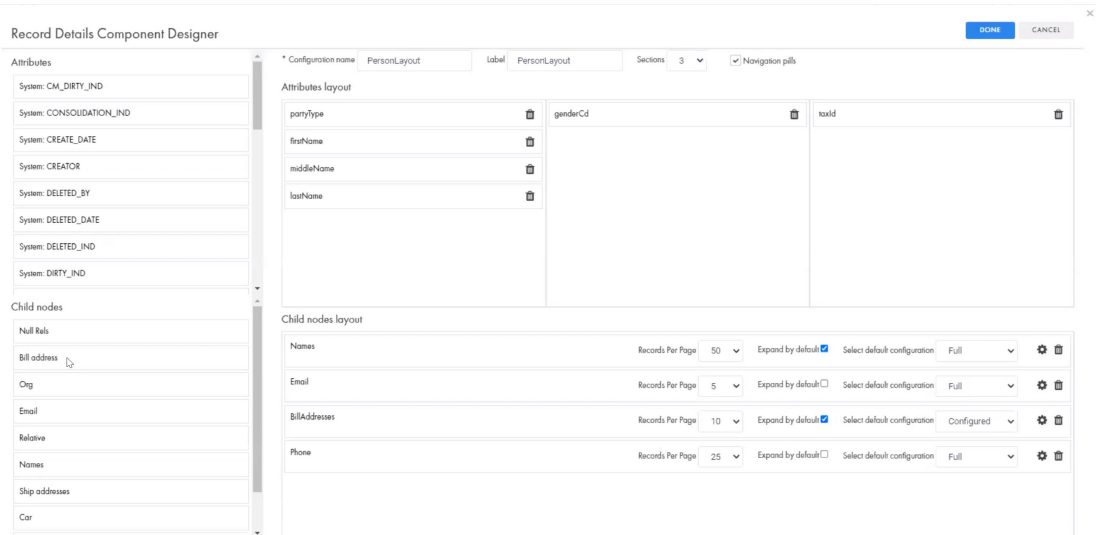 Record Details Component Designer
DONE
CANCEL
Attributes
System: CM_DIRTY_IND
System: CONSOLIDATION_IND
System: CREATE_DATE
System: CREATOR
System: DELETED_BY
System: DELETED_DATE
System: DELETED_IND
System: DIRTY_IND
Child nodes
Null Rels
Bill address
Org
Email
Relative
Names
Ship addresses
Car
* Configuration name PersonLayout Label PersonLayout Sections 3 Navigation pills
Attributes layout
partyType
firstName
middleName
lastName
genderCd
taxId
Child nodes layout
Names Records Per Page 50 Expand by default Select default configuration Full
Email Records Per Page 5 Expand by default Select default configuration Full
BillAddresses Records Per Page 10 Expand by default Select default configuration Configured
Phone Records Per Page 25 Expand by default Select default configuration Full